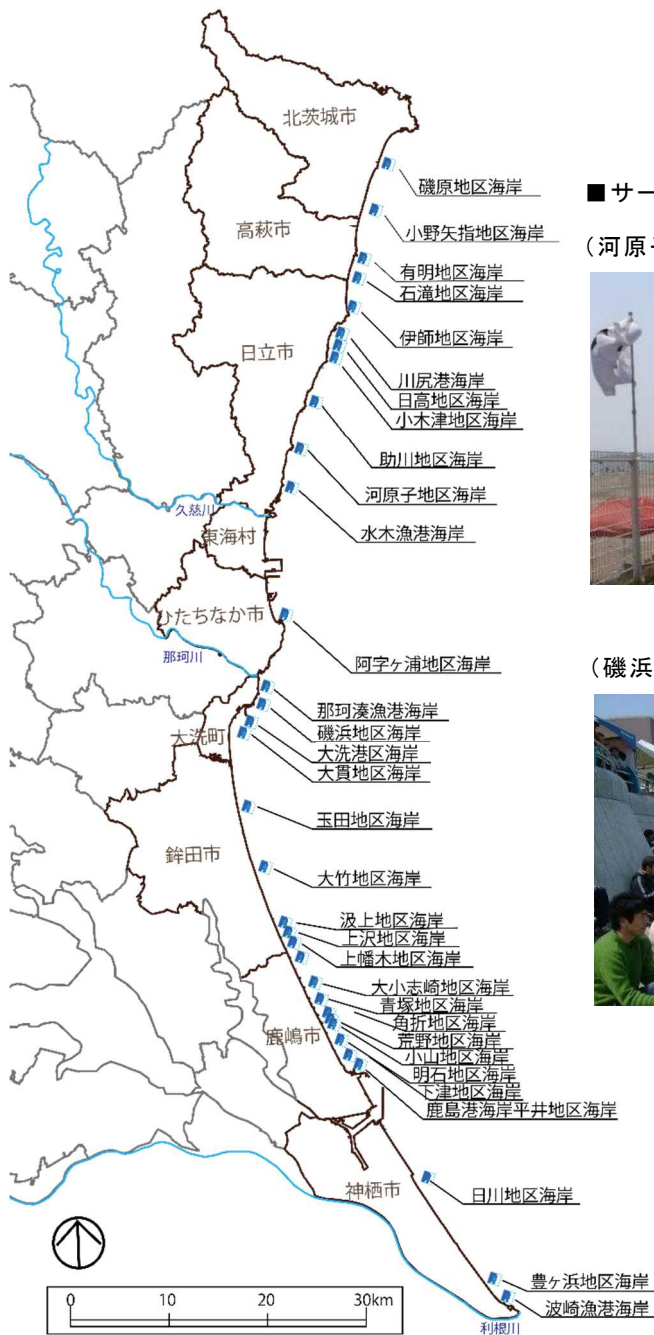 北茨城市
磯原地区海岸
■サー
高萩市
小野矢指地区海岸
(河原子
有明地区海岸
石滝地区海岸
伊師地区海岸
日立市
川尻港海岸
日高地区海岸
小木津地区海岸
助川地区海岸
河原子地区海岸
久慈川
水木漁港海岸
東海村
ひたちなか市
阿字ヶ浦地区海岸
那珂川
(磯浜
那珂湊漁港海岸
磯浜地区海岸
大洗町
大洗港地区海岸
大貫地区海岸
玉田地区海岸
鉾田市
大竹地区海岸
汲上地区海岸
上沢地区海岸
上幡木地区海岸
大小志崎地区海岸
青塚地区海岸
角折地区海岸
鹿嶋市
荒野地区海岸
小山地区海岸
明石地区海岸
下津地区海岸
鹿島港海岸平井地区海岸
神栖市
日川地区海岸
豊ヶ浜地区海岸
波崎漁港海岸
0 10 20 30km
利根川